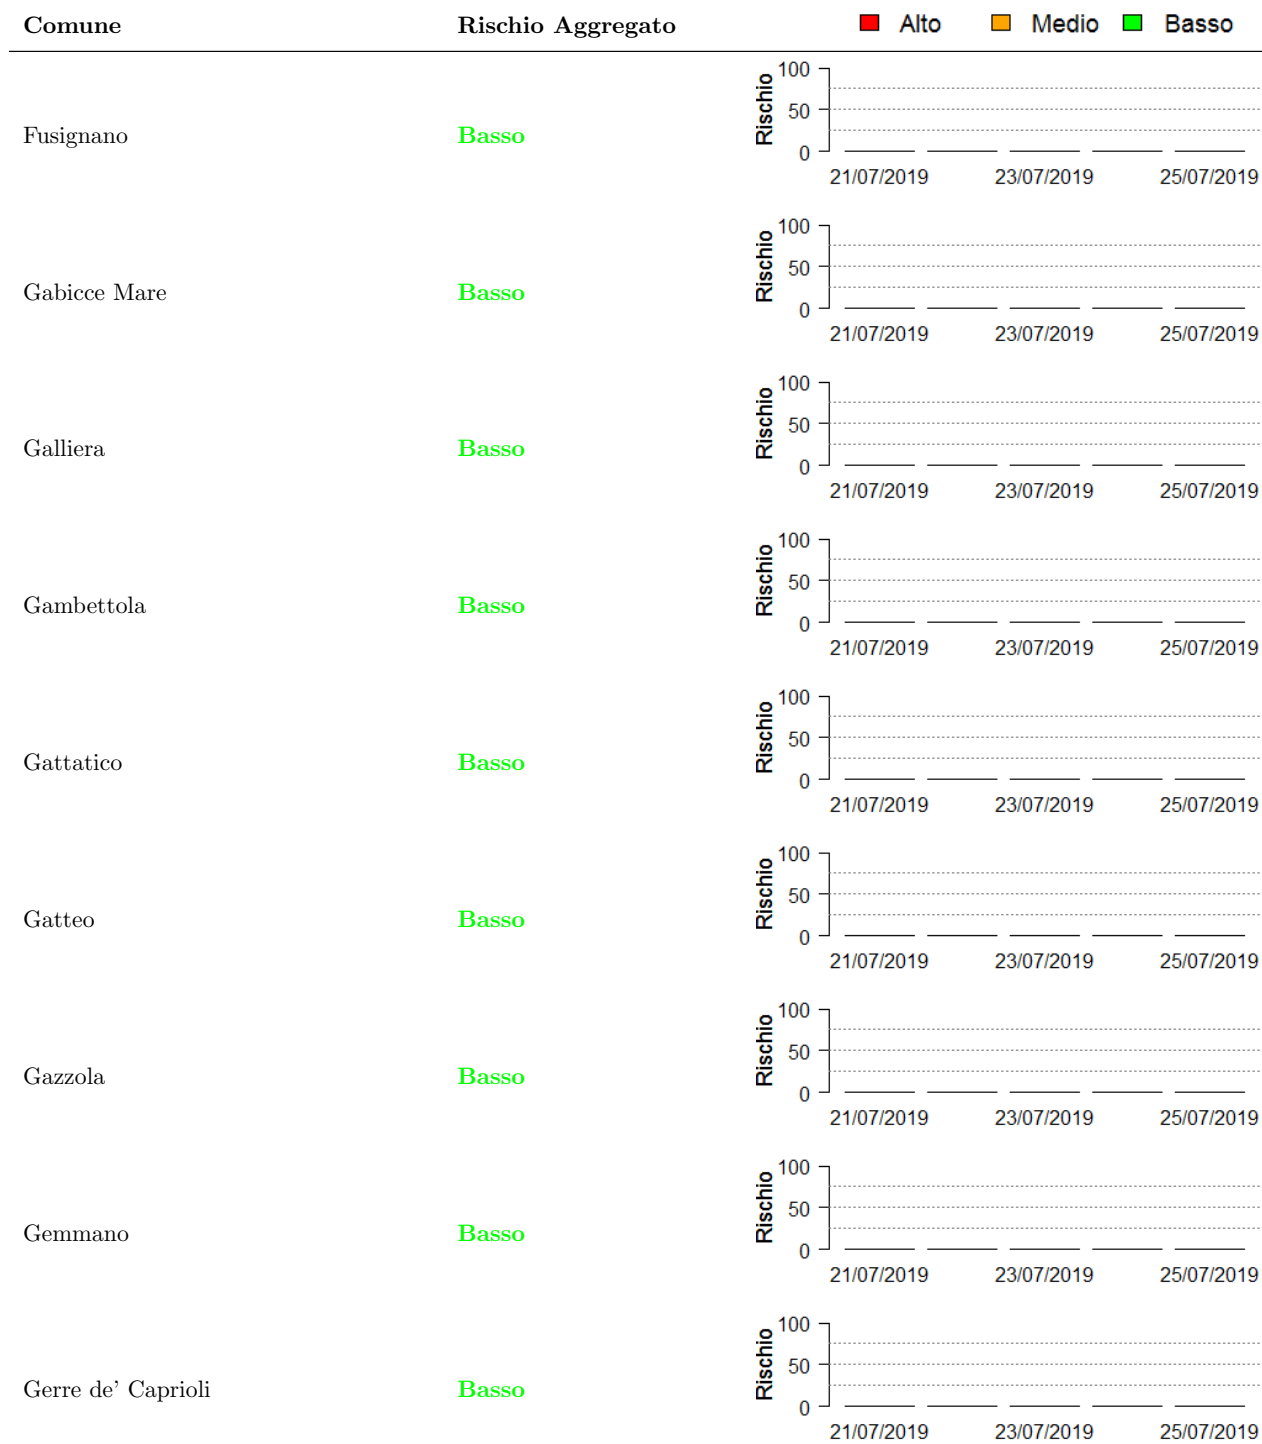 Comune Rischio Aggregato Alto Medio Basso
Fusignano Basso
Rischio
100
50
0
21/07/2019 23/07/2019 25/07/2019
Gabicce Mare Basso
Rischio
100
50
0
21/07/2019 23/07/2019 25/07/2019
Galliera Basso
Rischio
100
50
0
21/07/2019 23/07/2019 25/07/2019
Gambettola Basso
Rischio
100
50
0
21/07/2019 23/07/2019 25/07/2019
Gattatico Basso
Rischio
100
50
0
21/07/2019 23/07/2019 25/07/2019
Gatteo Basso
Rischio
100
50
0
21/07/2019 23/07/2019 25/07/2019
Gazzola Basso
Rischio
100
50
0
21/07/2019 23/07/2019 25/07/2019
Gemmano Basso
Rischio
100
50
0
21/07/2019 23/07/2019 25/07/2019
Gerre de' Caprioli Basso
Rischio
100
50
0
21/07/2019 23/07/2019 25/07/2019